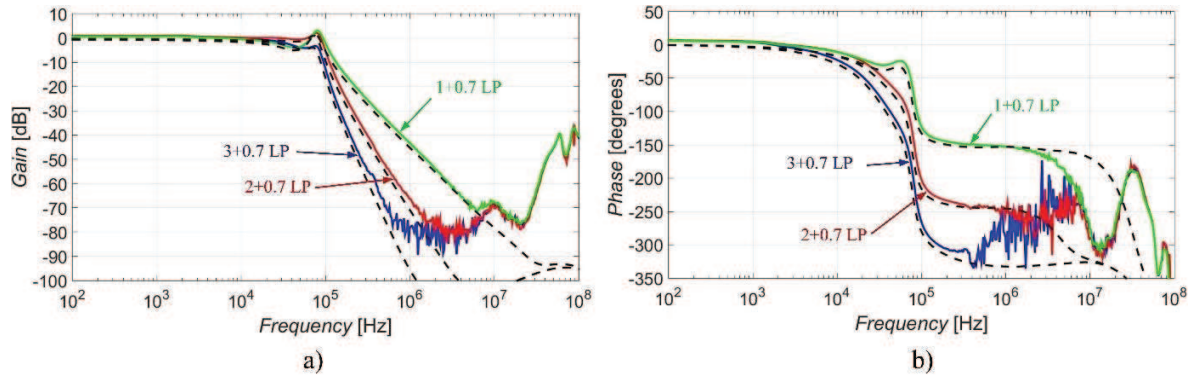 10
0
-10
-20
-30
-40
-50
-60
-70
-80
-90
-100
Gain [dB]
1+0.7 LP
3+0.7 LP
2+0.7 LP
10^2
10^3
10^4
10^5
10^6
10^7
10^8
Frequency [Hz]
a)
50
0
-50
-100
-150
-200
-250
-300
-350
Phase [degrees]
1+0.7 LP
3+0.7 LP
2+0.7 LP
10^2
10^3
10^4
10^5
10^6
10^7
10^8
Frequency [Hz]
b)